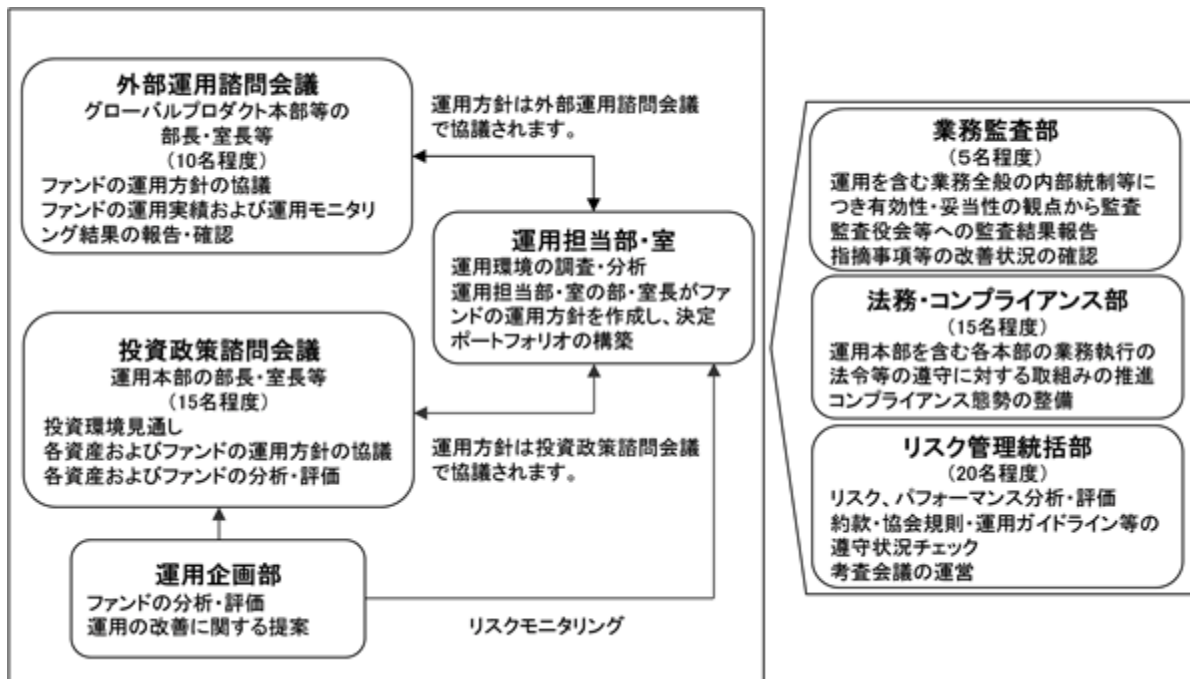 外部運用諮問会議
グローバルプロダクト本部等の
部長・室長等
(10名程度)
ファンドの運用方針の協議
ファンドの運用実績および運用モニタリ
ング結果の報告・確認
運用方針は外部運用諮問会議
で協議されます。
運用担当部・室
運用環境の調査・分析
運用担当部・室の部・室長がファ
ンドの運用方針を作成し、決定
ポートフォリオの構築
投資政策諮問会議
運用本部の部長・室長等
(15名程度)
投資環境見通し
各資産およびファンドの運用方針の協議
各資産およびファンドの分析・評価
運用方針は投資政策諮問会議
で協議されます。
運用企画部
ファンドの分析・評価
運用の改善に関する提案
リスクモニタリング
業務監査部
(5名程度)
運用を含む業務全般の内部統制等に
つき有効性・妥当性の観点から監査
監査役会等への監査結果報告
指摘事項等の改善状況の確認
法務・コンプライアンス部
(15名程度)
運用本部を含む各本部の業務執行の
法令等の遵守に対する取組みの推進
コンプライアンス態勢の整備
リスク管理統括部
(20名程度)
リスク、パフォーマンス分析・評価
約款・協会規則・運用ガイドライン等の
遵守状況チェック
考査会議の運営